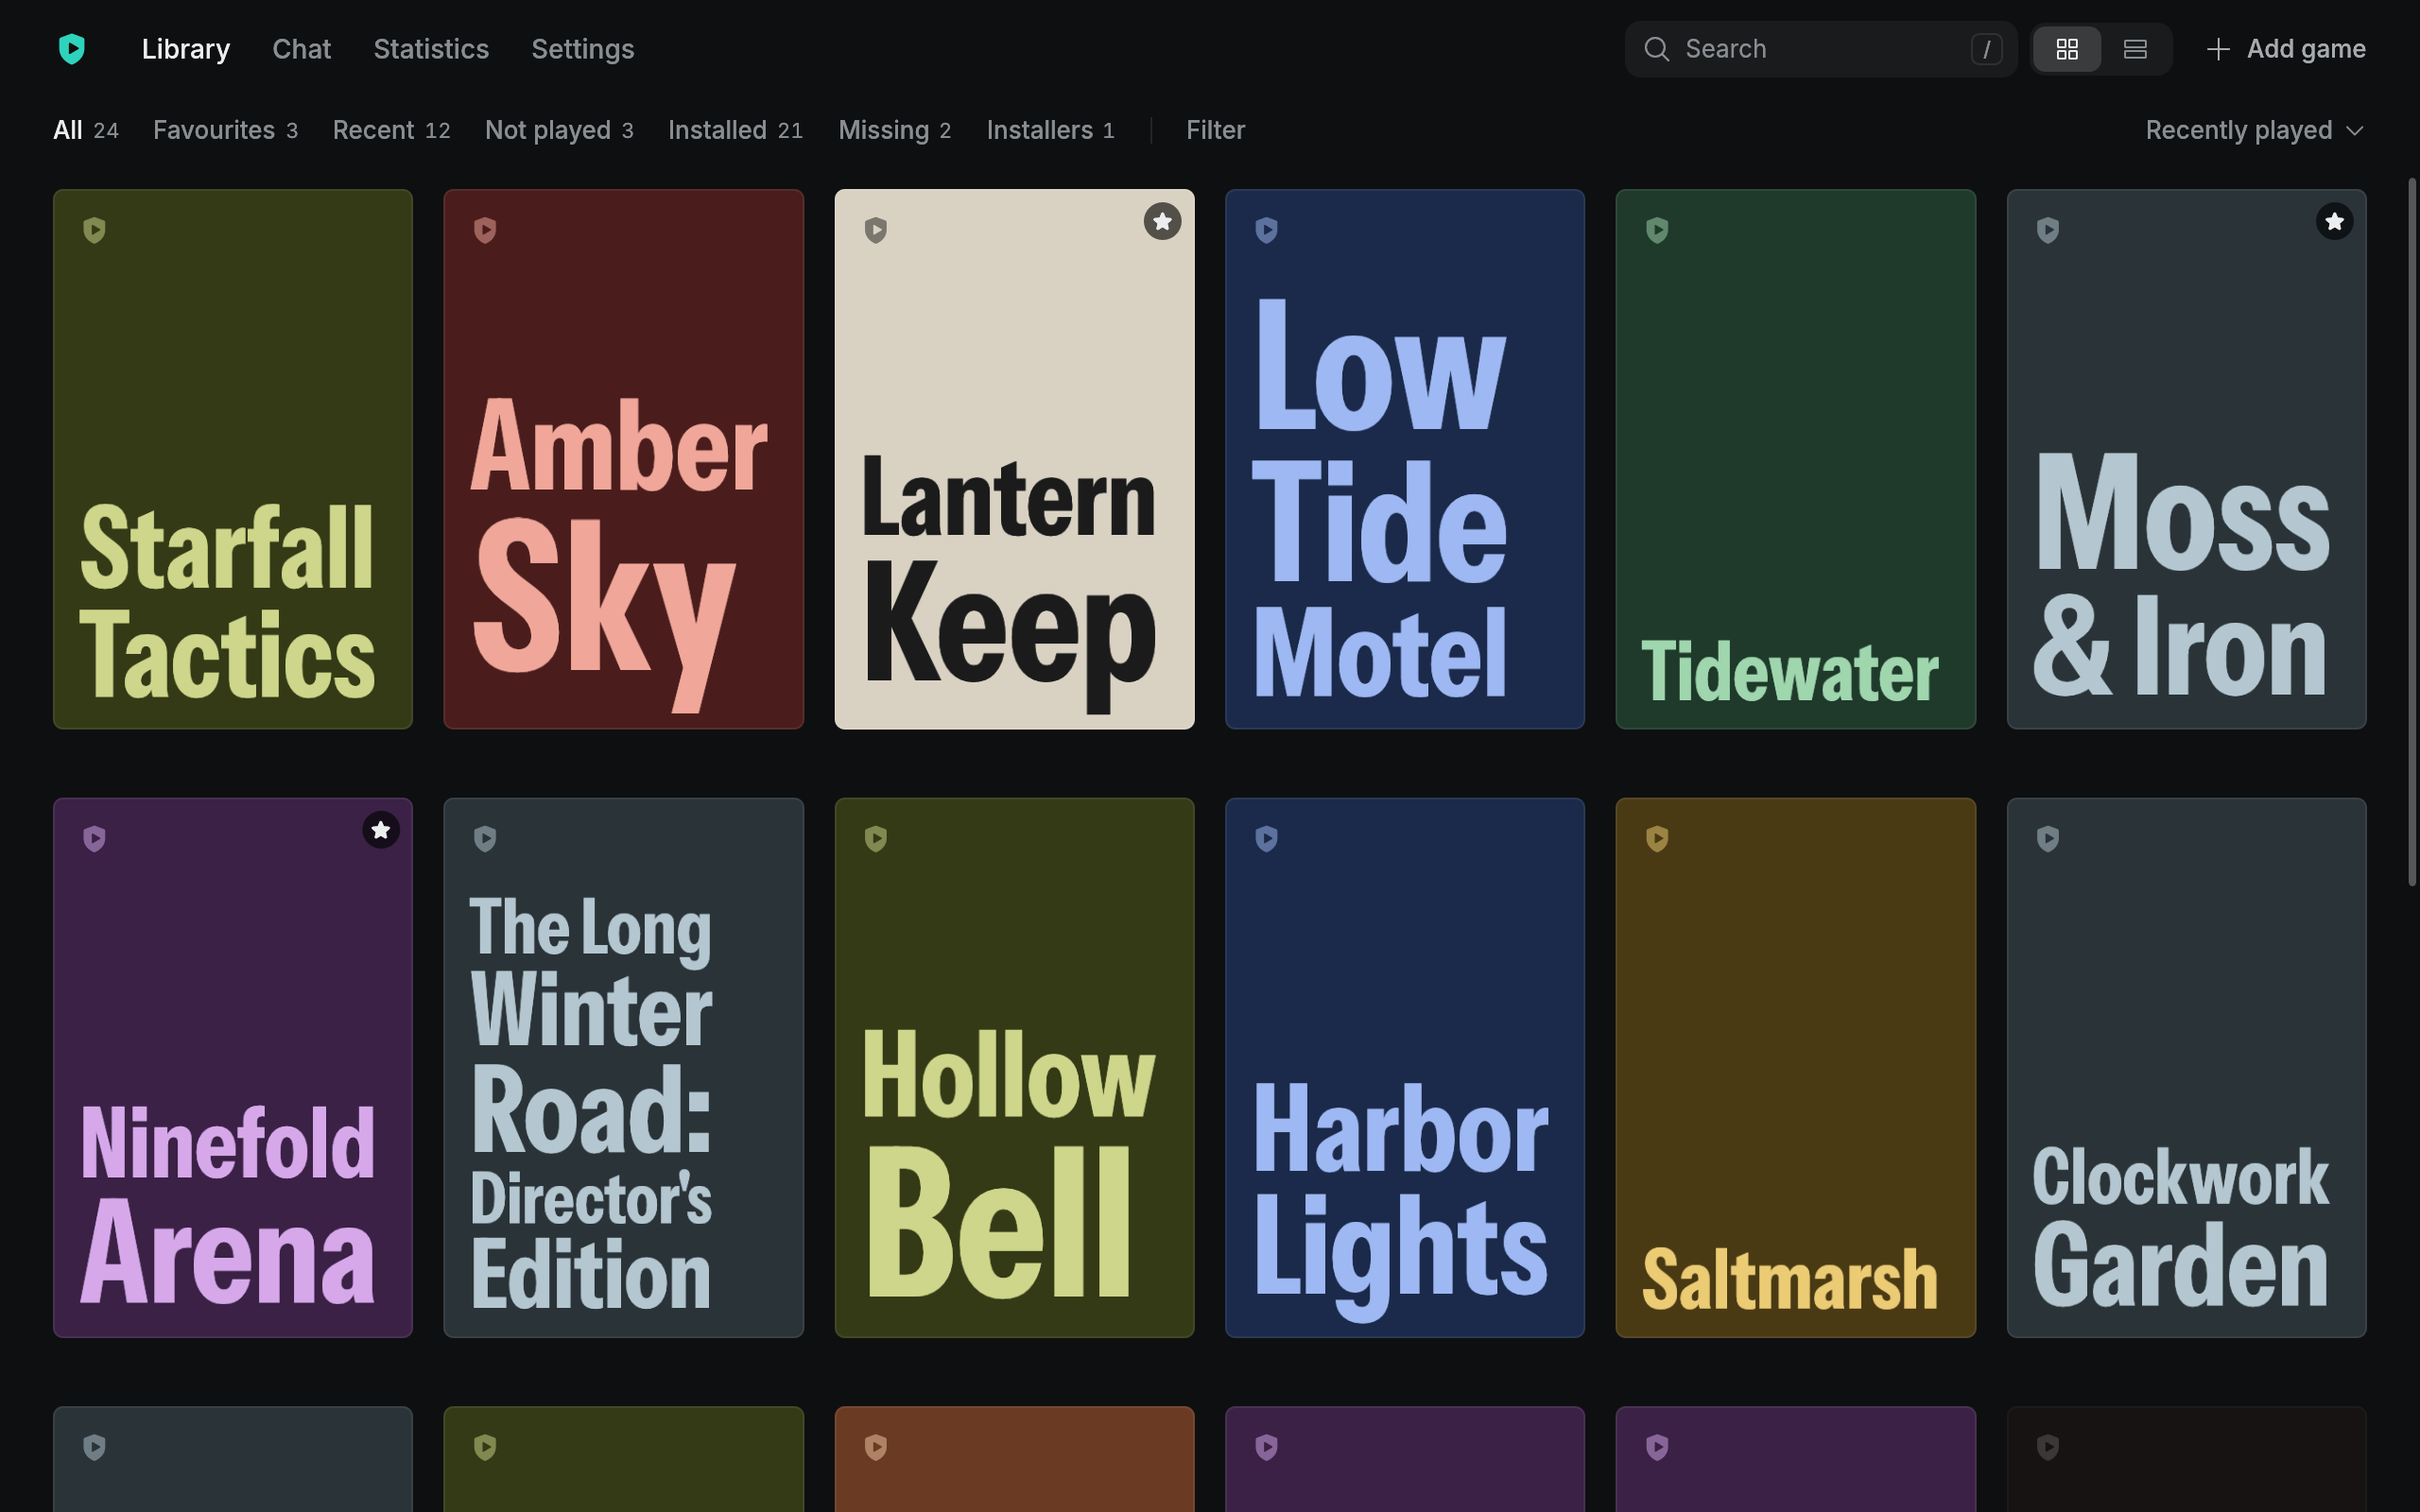 Library Chat Statistics Settings Search / Add game
All 24 Favourites 3 Recent 12 Not played 3 Installed 21 Missing 2 Installers 1 Filter Recently played
Starfall
Tactics
Amber
Sky
Lantern
Keep
Low
Tide
Motel
Tidewater
Moss
& Iron
Ninefold
Arena
The Long
Winter
Road:
Director's
Edition
Hollow
Bell
Harbor
Lights
Saltmarsh
Clockwork
Garden